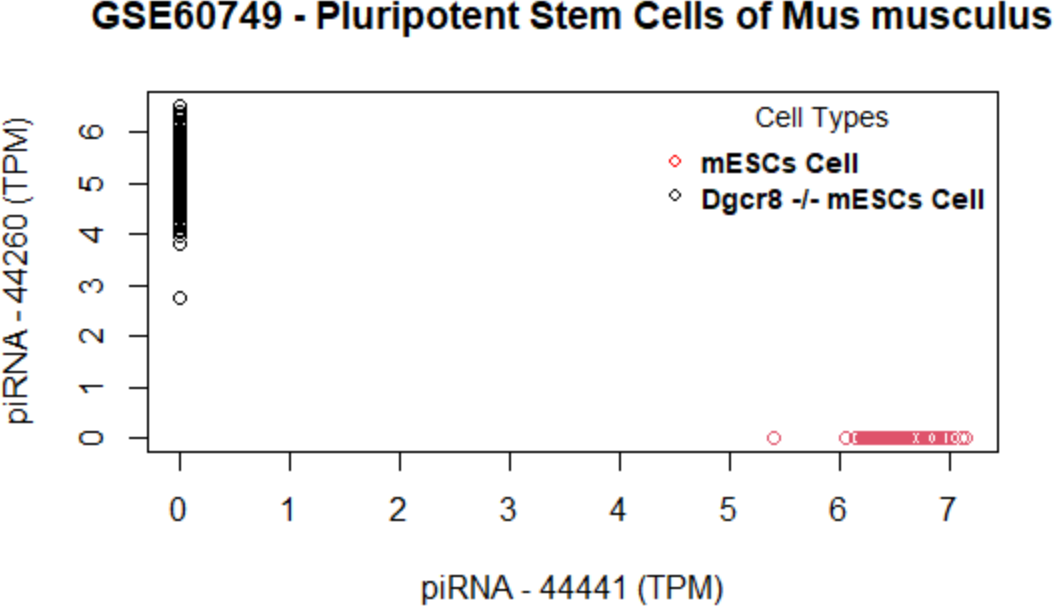 GSE60749 - Pluripotent Stem Cells of Mus musculus
Cell Types
mESCs Cell
Dgcr8 -/- mESCs Cell
piRNA - 44260 (TPM)
6
5
4
3
2
1
0
0 1 2 3 4 5 6 7
piRNA - 44441 (TPM)